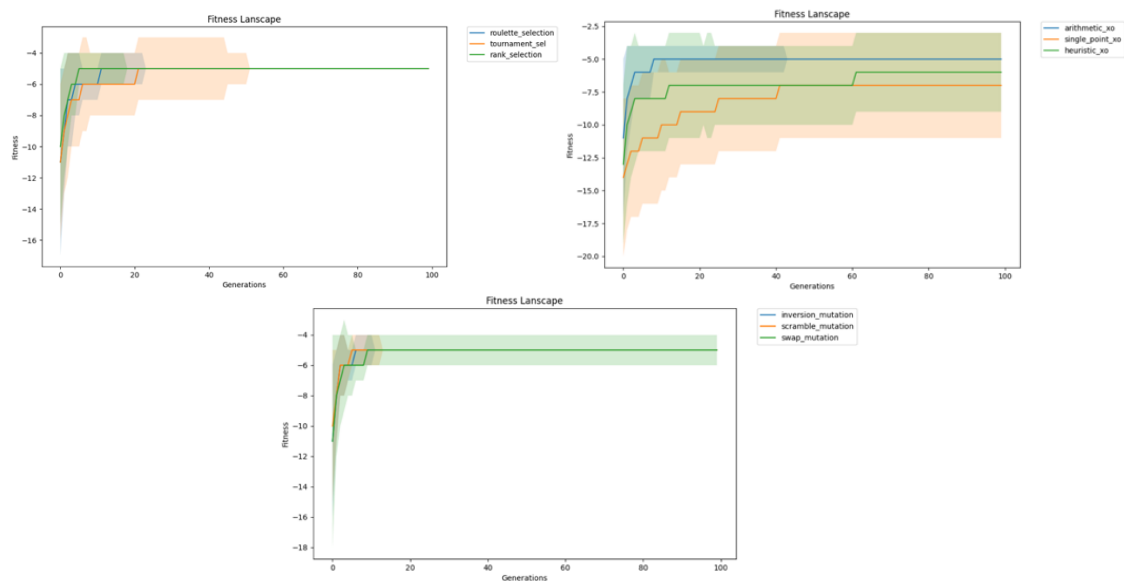 Fitness Lanscape
roulette_selection
tournament_sel
rank_selection
−4
−6
−8
−10
−12
−14
−16
Fitness
0
20
40
60
80
100
Generations
Fitness Lanscape
arithmetic_xo
single_point_xo
heuristic_xo
−2.5
−5.0
−7.5
−10.0
−12.5
−15.0
−17.5
−20.0
Fitness
0
20
40
60
80
100
Generations
Fitness Lanscape
inversion_mutation
scramble_mutation
swap_mutation
−4
−6
−8
−10
−12
−14
−16
−18
Fitness
0
20
40
60
80
100
Generations